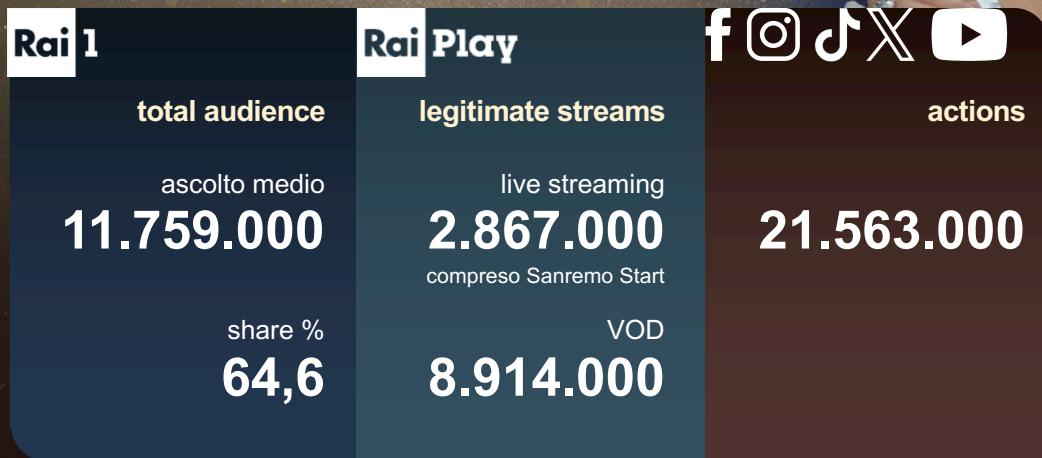 Rai 1
total audience
ascolto medio
11.759.000
share %
64,6
Rai Play
legitimate streams
live streaming
2.867.000
compreso Sanremo Start
VOD
8.914.000
actions
21.563.000